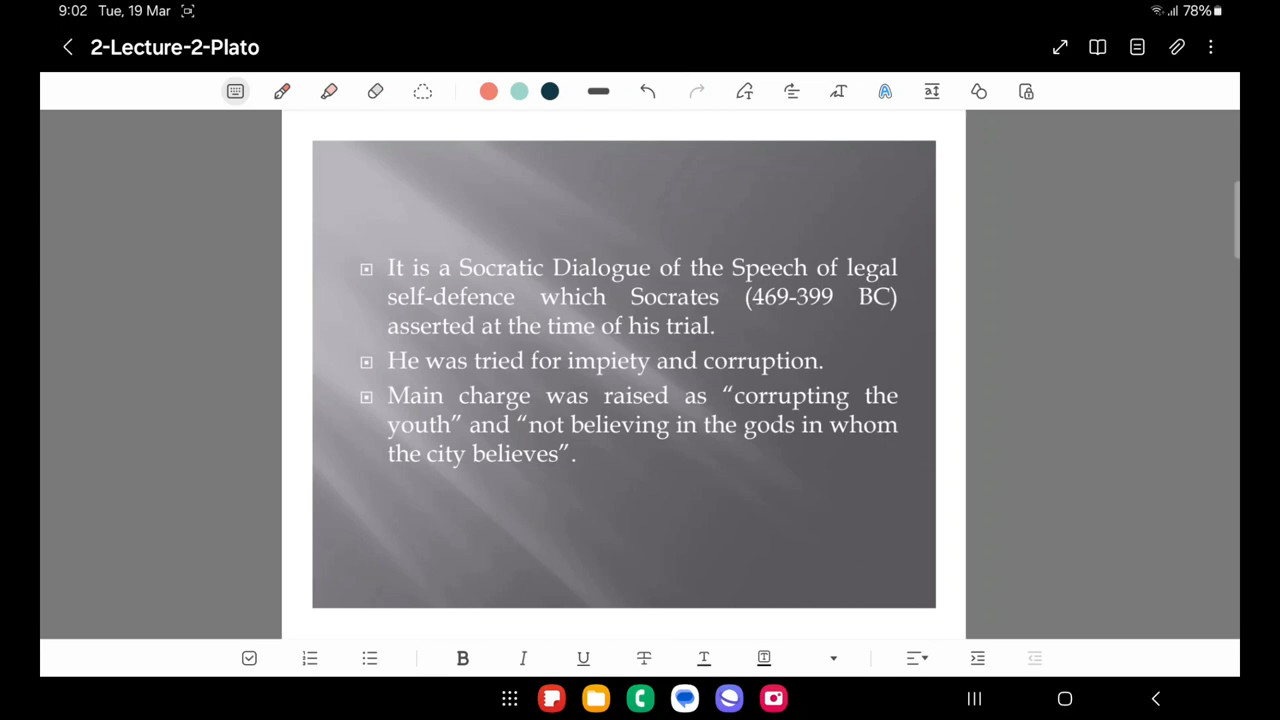 9:02 Tue, 19 Mar
78%
2-Lecture-2-Plato
It is a Socratic Dialogue of the Speech of legal
self-defence which Socrates (469-399 BC)
asserted at the time of his trial.
He was tried for impiety and corruption.
Main charge was raised as “corrupting the
youth” and “not believing in the gods in whom
the city believes”.